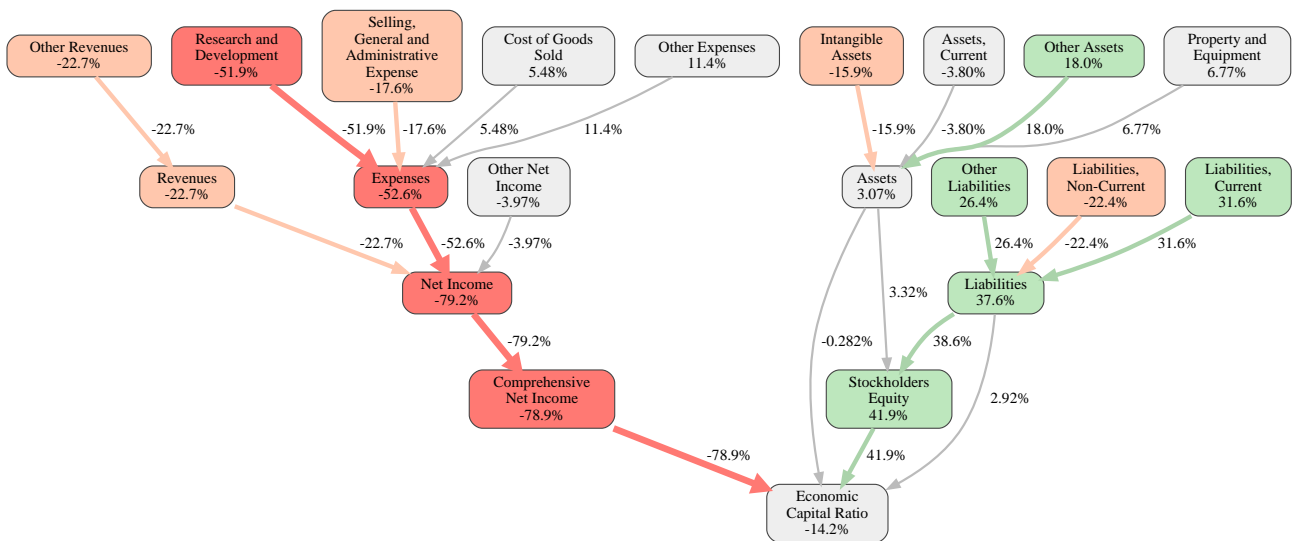 Other Revenues
-22.7%
Research and
Development
-51.9%
Selling,
General and
Administrative
Expense
-17.6%
Cost of Goods
Sold
5.48%
Other Expenses
11.4%
Intangible
Assets
-15.9%
Assets,
Current
-3.80%
Other Assets
18.0%
Property and
Equipment
6.77%
-22.7%
-51.9%
-17.6%
5.48%
11.4%
-15.9%
-3.80%
18.0%
6.77%
Revenues
-22.7%
Expenses
-52.6%
Other Net
Income
-3.97%
Assets
3.07%
Other
Liabilities
26.4%
Liabilities,
Non-Current
-22.4%
Liabilities,
Current
31.6%
-22.7%
-52.6%
-3.97%
26.4%
-22.4%
31.6%
Net Income
-79.2%
3.32%
Liabilities
37.6%
-79.2%
-0.282%
38.6%
Comprehensive
Net Income
-78.9%
Stockholders
Equity
41.9%
2.92%
-78.9%
41.9%
Economic
Capital Ratio
-14.2%